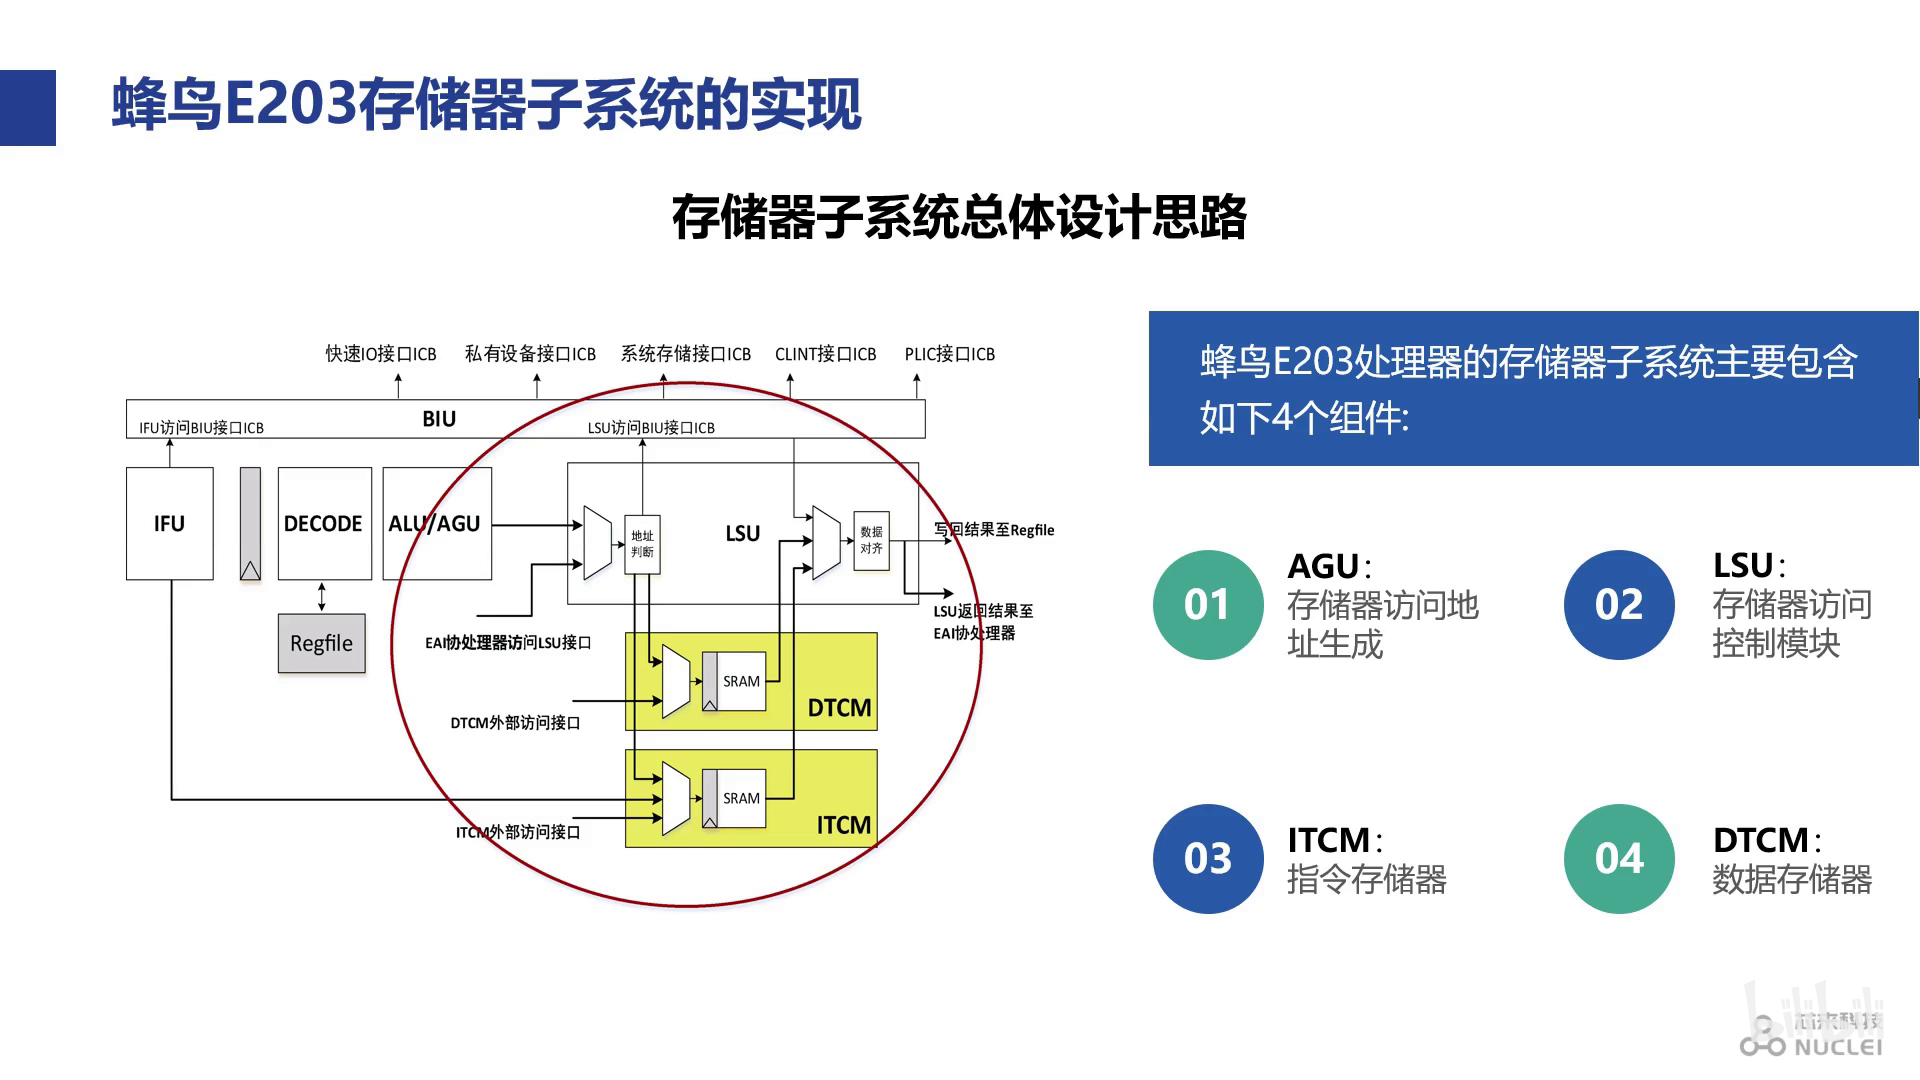 蜂鸟E203存储器子系统的实现
存储器子系统总体设计思路
快速IO接口ICB
私有设备接口ICB
系统存储接口ICB
CLINT接口ICB
PLIC接口ICB
BIU
IFU访问BIU接口ICB
LSU访问BIU接口ICB
IFU
DECODE
ALU/AGU
Regfile
地址
判断
LSU
数据
对齐
写回结果至Regfile
LSU返回结果至
EAI协处理器
EAI协处理器访问LSU接口
SRAM
DTCM
DTCM外部访问接口
SRAM
ITCM
ITCM外部访问接口
蜂鸟E203处理器的存储器子系统主要包含
如下4个组件:
01
AGU：
存储器访问地
址生成
02
LSU：
存储器访问
控制模块
03
ITCM：
指令存储器
04
DTCM：
数据存储器
芯来科技
NUCLEI
bilibili